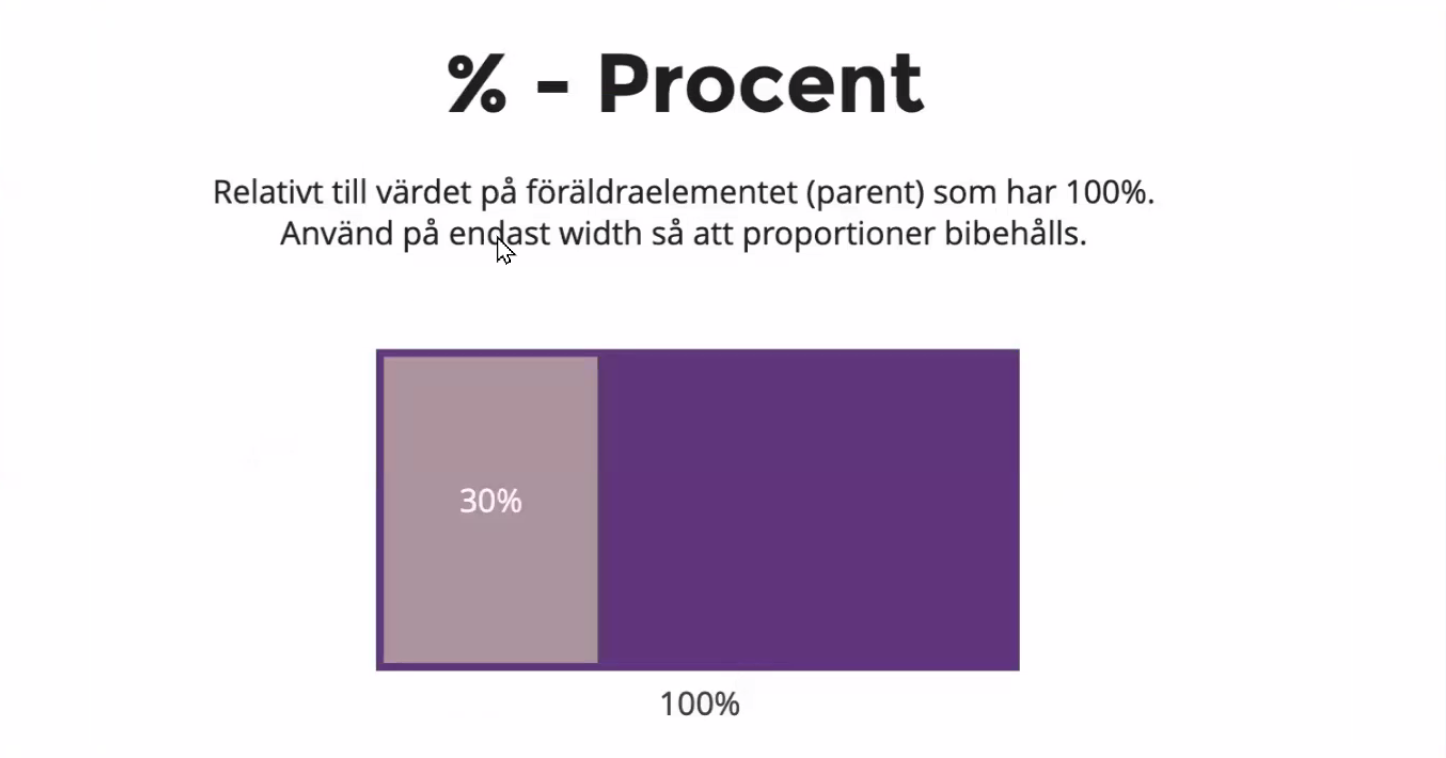 % - Procent
Relativt till värdet på föräldraelementet (parent) som har 100%.
Använd på endast width så att proportioner bibehålls.
30%
100%